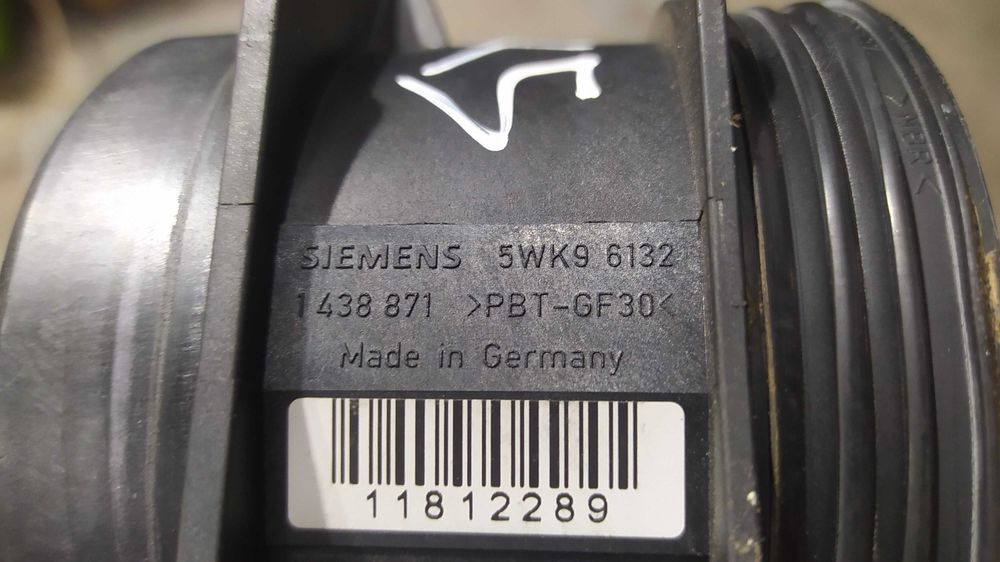 SIEMENS 5WK9 6132
1 438 871 >PBT-GF30<
Made in Germany
11812289